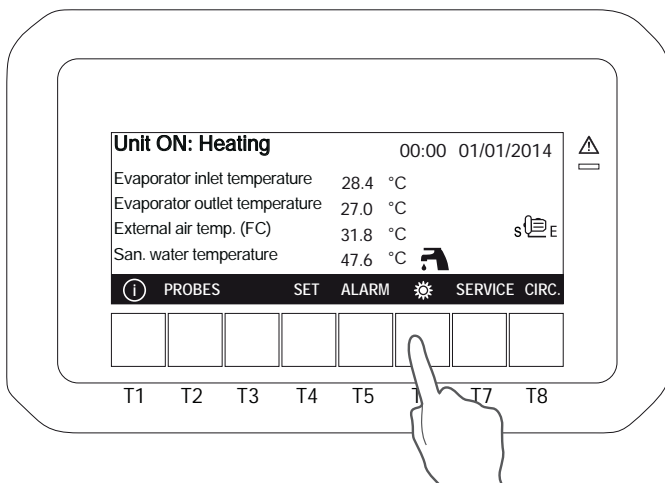 Unit ON: Heating 00:00 01/01/2014
Evaporator inlet temperature 28.4 °C
Evaporator outlet temperature 27.0 °C
External air temp. (FC) 31.8 °C
S E
San. water temperature 47.6 °C
i PROBES SET ALARM SERVICE CIRC.
T1 T2 T3 T4 T5 T7 T8